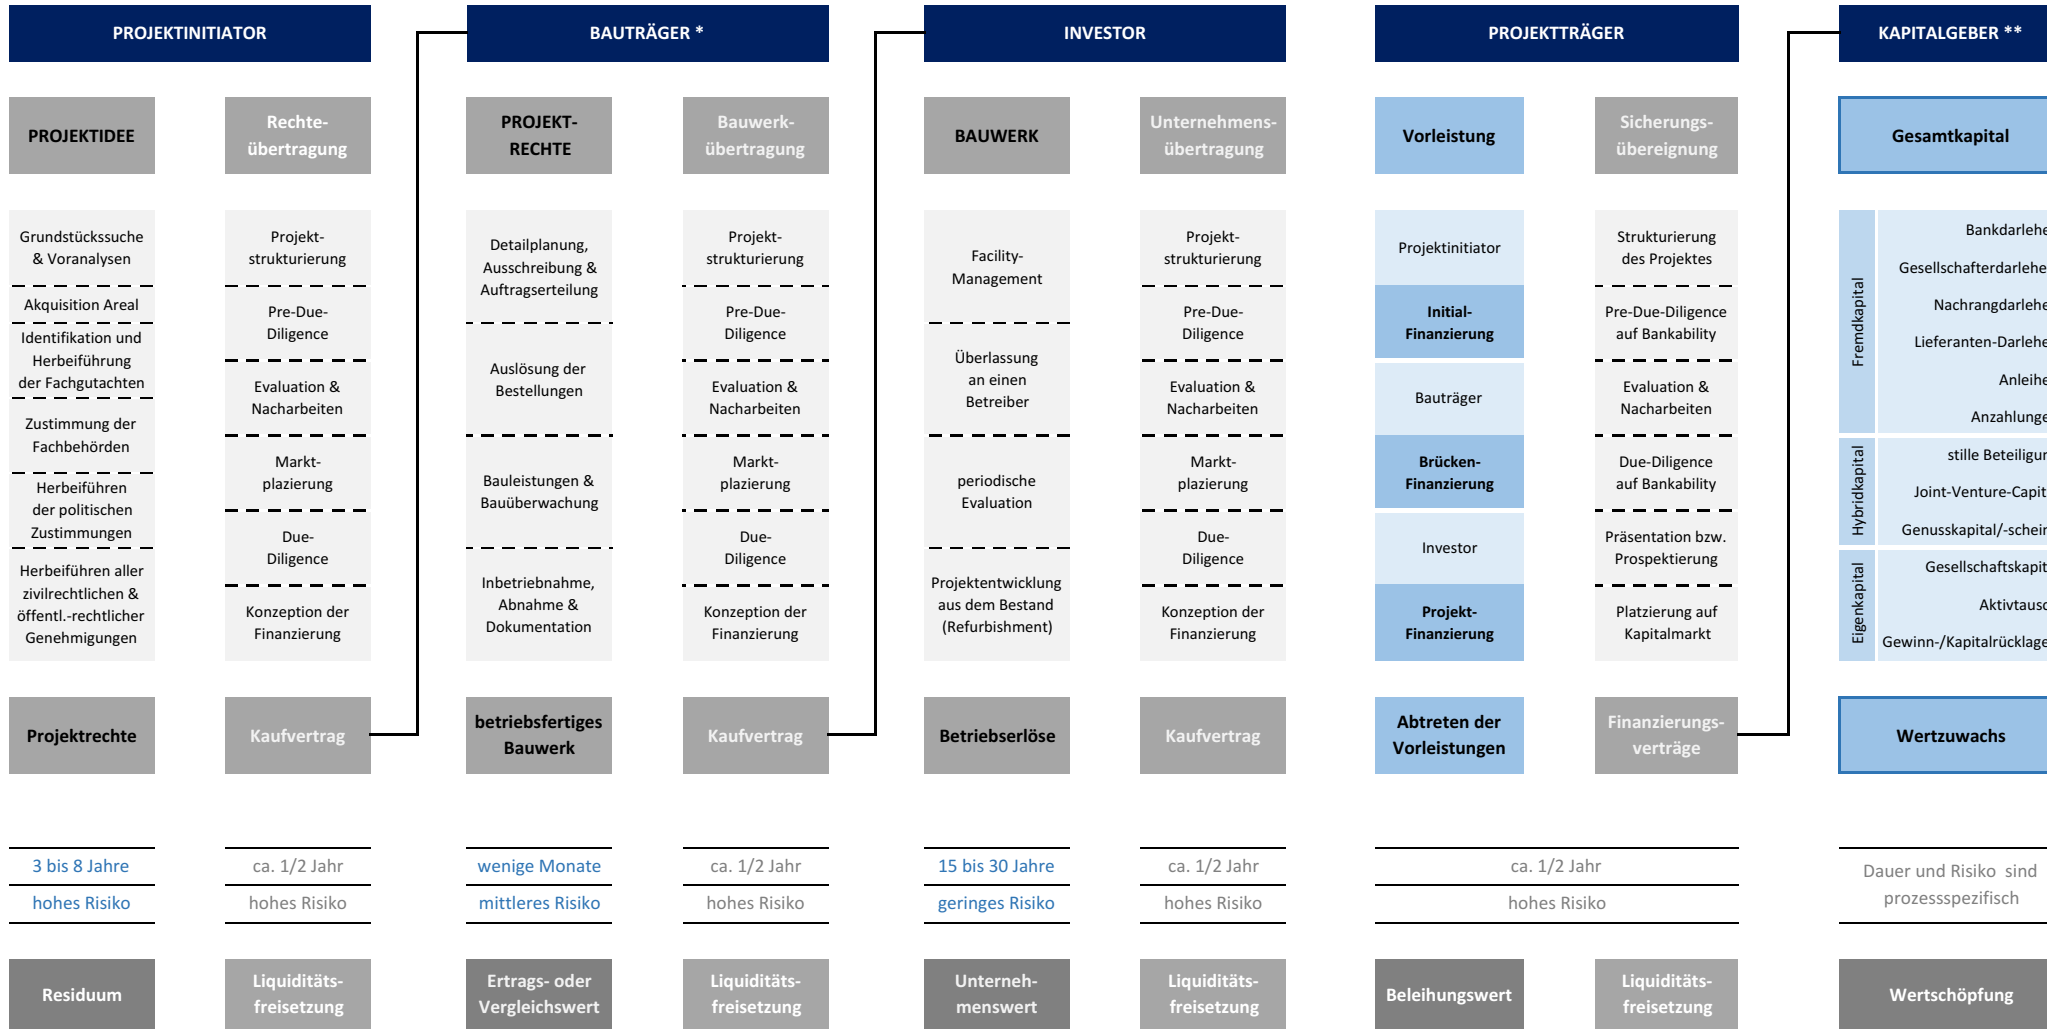 PROJEKTINITIATOR
BAUTRÄGER *
INVESTOR
PROJEKTTRÄGER
KAPITALGEBER **
PROJEKTIDEE
Rechte-
übertragung
PROJEKT-
RECHTE
Bauwerk-
übertragung
BAUWERK
Unternehmens-
übertragung
Vorleistung
Sicherungs-
übereignung
Gesamtkapital
Grundstückssuche
& Voranalysen
Akquisition Areal
Identifikation und
Herbeiführung
der Fachgutachten
Zustimmung der
Fachbehörden
Herbeiführen
der politischen
Zustimmungen
Herbeiführen aller
zivilrechtlichen &
öffentl.-rechtlicher
Genehmigungen
Projekt-
strukturierung
Pre-Due-
Diligence
Evaluation &
Nacharbeiten
Markt-
plazierung
Due-
Diligence
Konzeption der
Finanzierung
Detailplanung,
Ausschreibung &
Auftragserteilung
Auslösung der
Bestellungen
Bauleistungen &
Bauüberwachung
Inbetriebnahme,
Abnahme &
Dokumentation
Projekt-
strukturierung
Pre-Due-
Diligence
Evaluation &
Nacharbeiten
Markt-
plazierung
Due-
Diligence
Konzeption der
Finanzierung
Facility-
Management
Überlassung
an einen
Betreiber
periodische
Evaluation
Projektentwicklung
aus dem Bestand
(Refurbishment)
Projekt-
strukturierung
Pre-Due-
Diligence
Evaluation &
Nacharbeiten
Markt-
plazierung
Due-
Diligence
Konzeption der
Finanzierung
Projektinitiator
Initial-
Finanzierung
Bauträger
Brücken-
Finanzierung
Investor
Projekt-
Finanzierung
Strukturierung
des Projektes
Pre-Due-Diligence
auf Bankability
Evaluation &
Nacharbeiten
Due-Diligence
auf Bankability
Präsentation bzw.
Prospektierung
Platzierung auf
Kapitalmarkt
Fremdkapital
Bankdarlehe
Gesellschafterdarlehe
Nachrangdarlehe
Lieferanten-Darlehe
Anleihe
Anzahlunge
Hybridkapital
stille Beteiligun
Joint-Venture-Capit
Genusskapital/-schein
Eigenkapital
Gesellschaftskapit
Aktivtausc
Gewinn-/Kapitalrücklage
Projektrechte
Kaufvertrag
betriebsfertiges
Bauwerk
Kaufvertrag
Betriebserlöse
Kaufvertrag
Abtreten der
Vorleistungen
Finanzierungs-
verträge
Wertzuwachs
3 bis 8 Jahre
ca. 1/2 Jahr
wenige Monate
ca. 1/2 Jahr
15 bis 30 Jahre
ca. 1/2 Jahr
ca. 1/2 Jahr
Dauer und Risiko sind
prozessspezifisch
hohes Risiko
hohes Risiko
mittleres Risiko
hohes Risiko
geringes Risiko
hohes Risiko
hohes Risiko
Residuum
Liquiditäts-
freisetzung
Ertrags- oder
Vergleichswert
Liquiditäts-
freisetzung
Unterneh-
menswert
Liquiditäts-
freisetzung
Beleihungswert
Liquiditäts-
freisetzung
Wertschöpfung